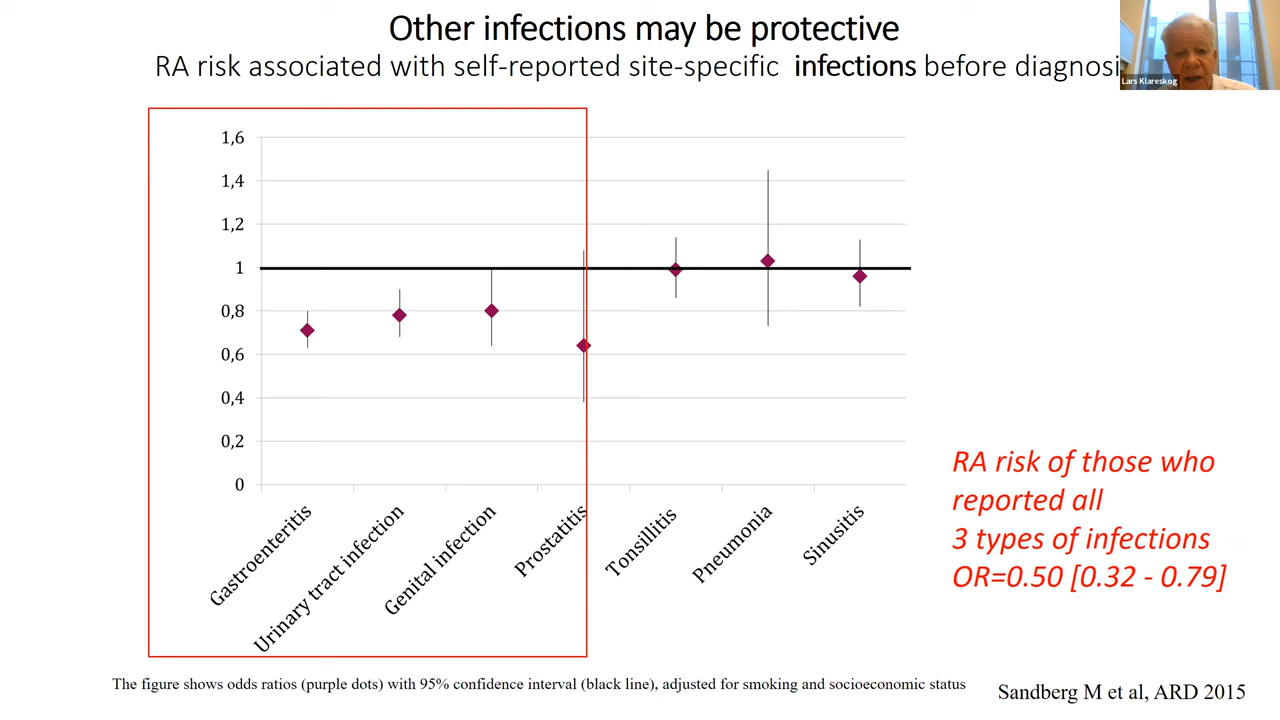 Other infections may be protective
RA risk associated with self-reported site-specific infections before diagnosi
Lars Klareskog
1,6
1,4
1,2
1
0,8
0,6
0,4
0,2
0
Gastroenteritis
Urinary tract infection
Genital infection
Prostatitis
Tonsillitis
Pneumonia
Sinusitis
RA risk of those who
reported all
3 types of infections
OR=0.50 [0.32 - 0.79]
The figure shows odds ratios (purple dots) with 95% confidence interval (black line), adjusted for smoking and socioeconomic status
Sandberg M et al, ARD 2015